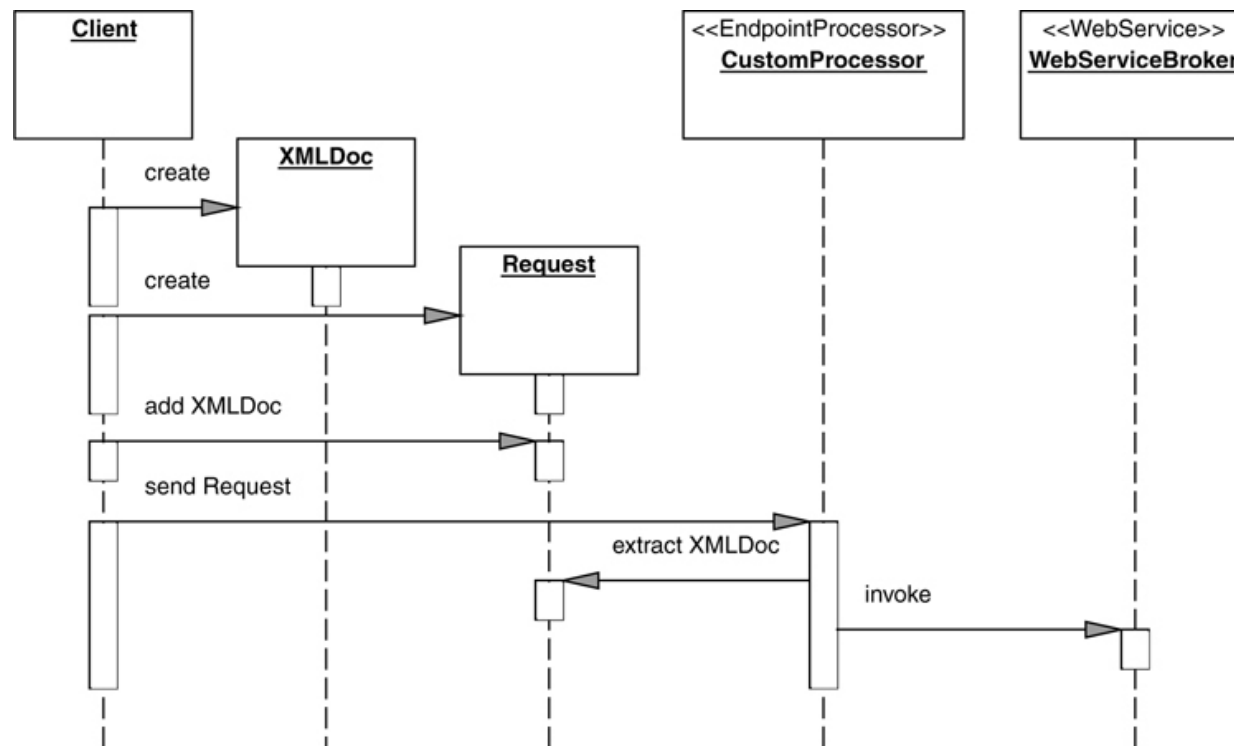 Client
<<EndpointProcessor>>
CustomProcessor
<<WebService>>
WebServiceBroker
create
XMLDoc
create
Request
add XMLDoc
send Request
extract XMLDoc
invoke